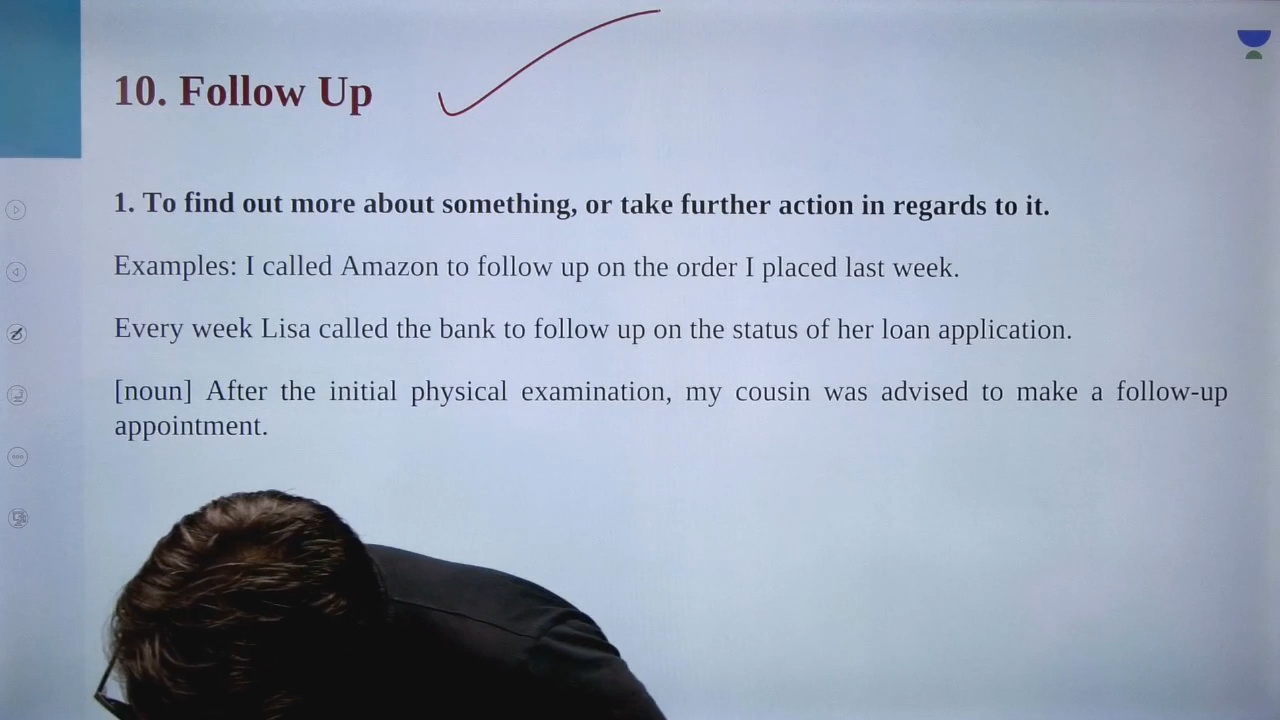 10. Follow Up
1. To find out more about something, or take further action in regards to it.
Examples: I called Amazon to follow up on the order I placed last week.
Every week Lisa called the bank to follow up on the status of her loan application.
[noun] After the initial physical examination, my cousin was advised to make a follow-up
appointment.